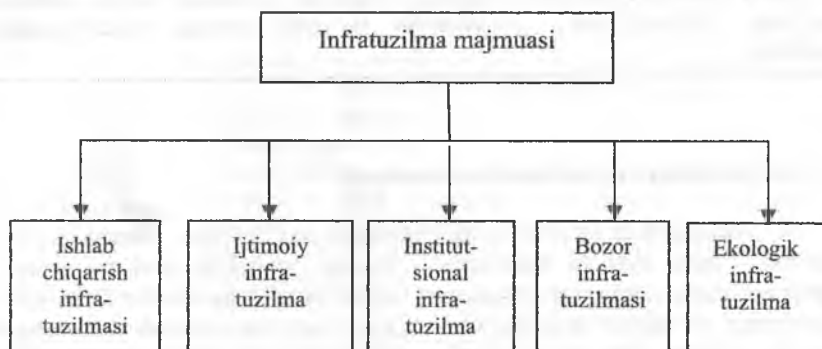 Infratuzilma majmuasi
Ishlab
chiqarish
infra-
tuzilmasi
Ijtimoiy
infra-
tuzilma
Institut-
sional
infra-
tuzilma
Bozor
infra-
tuzilmasi
Ekologik
infra-
tuzilma